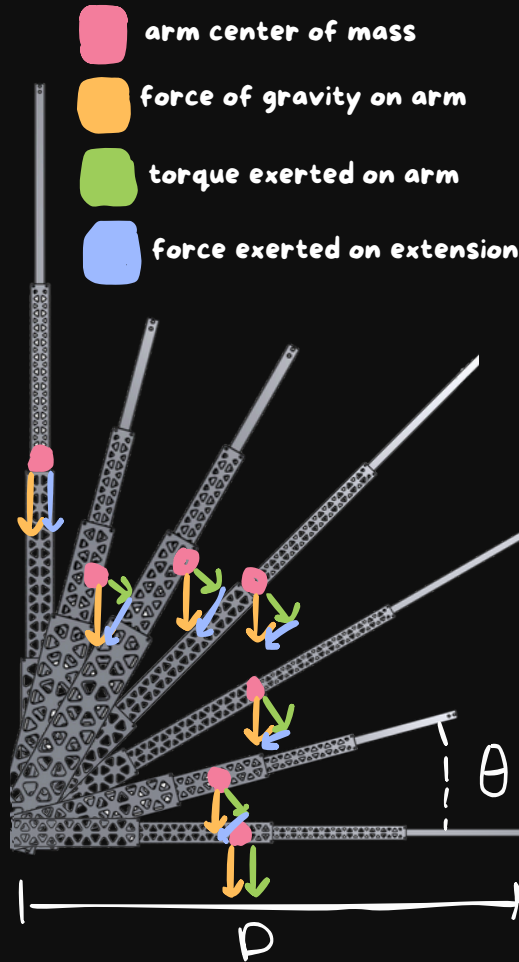 arm center of mass
force of gravity on arm
torque exerted on arm
force exerted on extension
θ
D